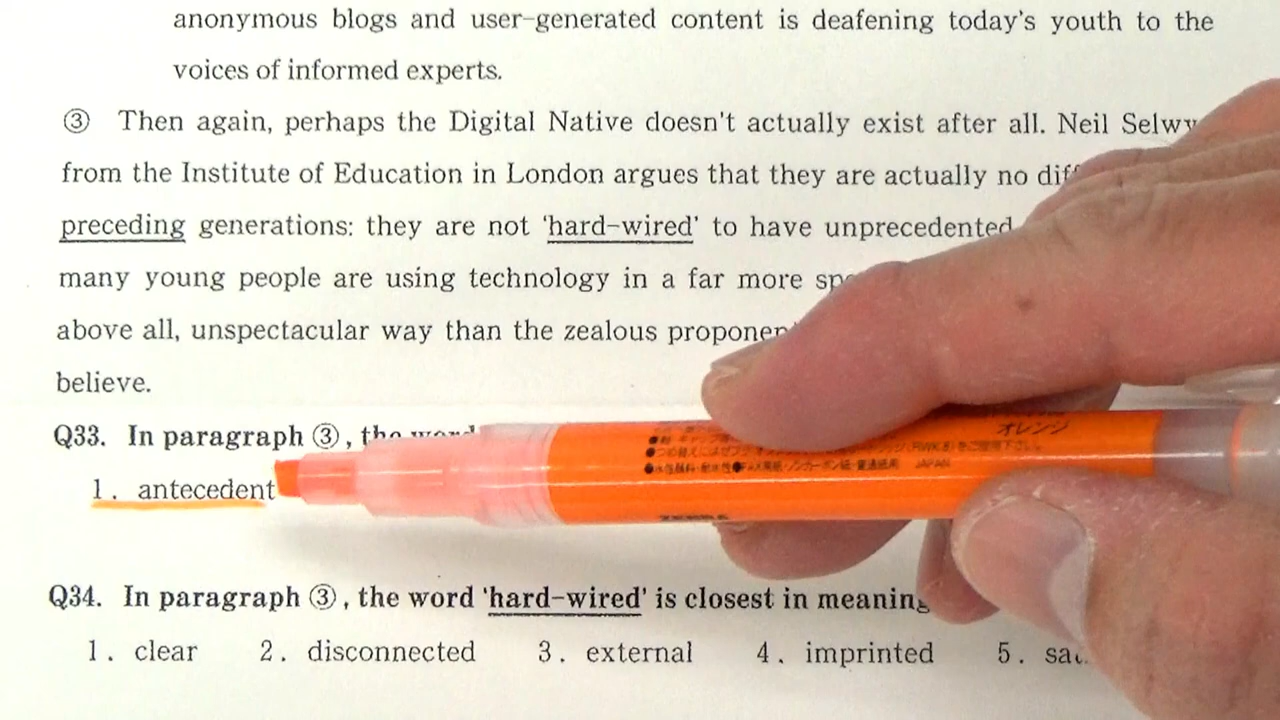 anonymous blogs and user-generated content is deafening today's youth to the
voices of informed experts.
③ Then again, perhaps the Digital Native doesn't actually exist after all. Neil
from the Institute of Education in London argues that they are actually no
preceding generations: they are not 'hard-wired' to have unprecedented
many young people are using technology in a far more
above all, unspectacular way than the zealous
believe.
Q33. In paragraph ③, the word
1. antecedent
オレンジ
JAPAN
Q34. In paragraph ③, the word 'hard-wired' is closest in meaning
1. clear 2. disconnected 3. external 4. imprinted 5.